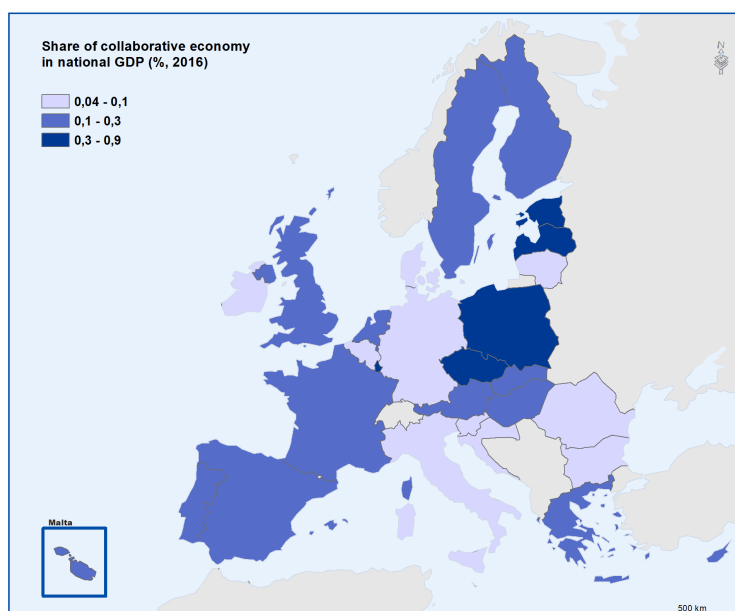 Share of collaborative economy
in national GDP (%, 2016)
0,04 - 0,1
0,1 - 0,3
0,3 - 0,9
N
Malta
500 km